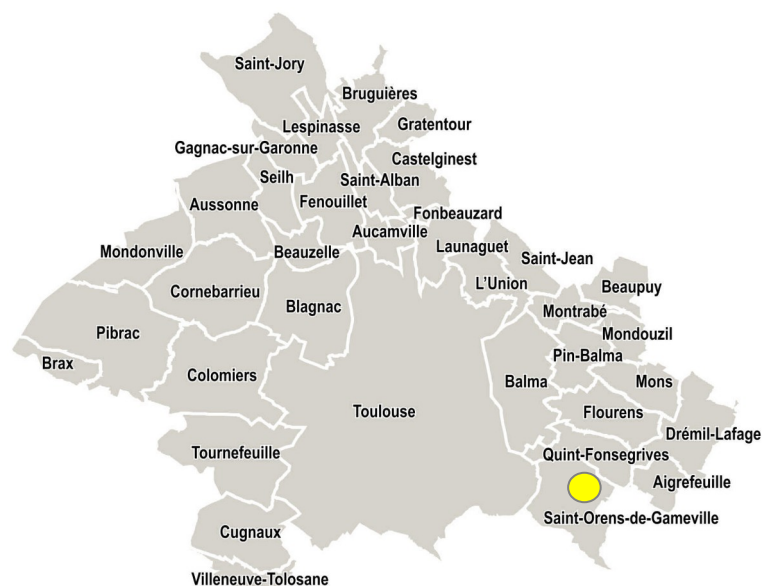 Saint-Jory
Bruguières
Lespinasse
Gratentour
Gagnac-sur-Garonne
Castelginest
Seilh
Saint-Alban
Aussonne
Fenouillet
Fonbeauzard
Aucamville
Launaguet
Mondonville
Beauzelle
Saint-Jean
L'Union
Beaupuy
Cornebarrieu
Blagnac
Montrabé
Pibrac
Mondouzil
Pin-Balma
Brax
Colomiers
Balma
Mons
Toulouse
Flourens
Drémil-Lafage
Tournefeuille
Quint-Fonsegrives
Aigrefeuille
Saint-Orens-de-Gameville
Cugnaux
Villeneuve-Tolosane